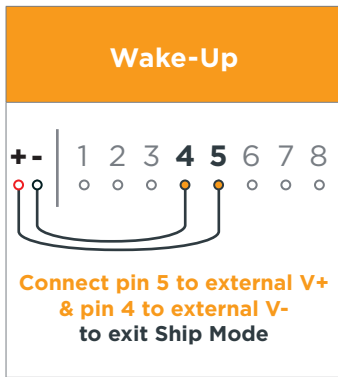 Wake-Up
+ - 1 2 3 4 5 6 7 8
Connect pin 5 to external V+
& pin 4 to external V-
to exit Ship Mode